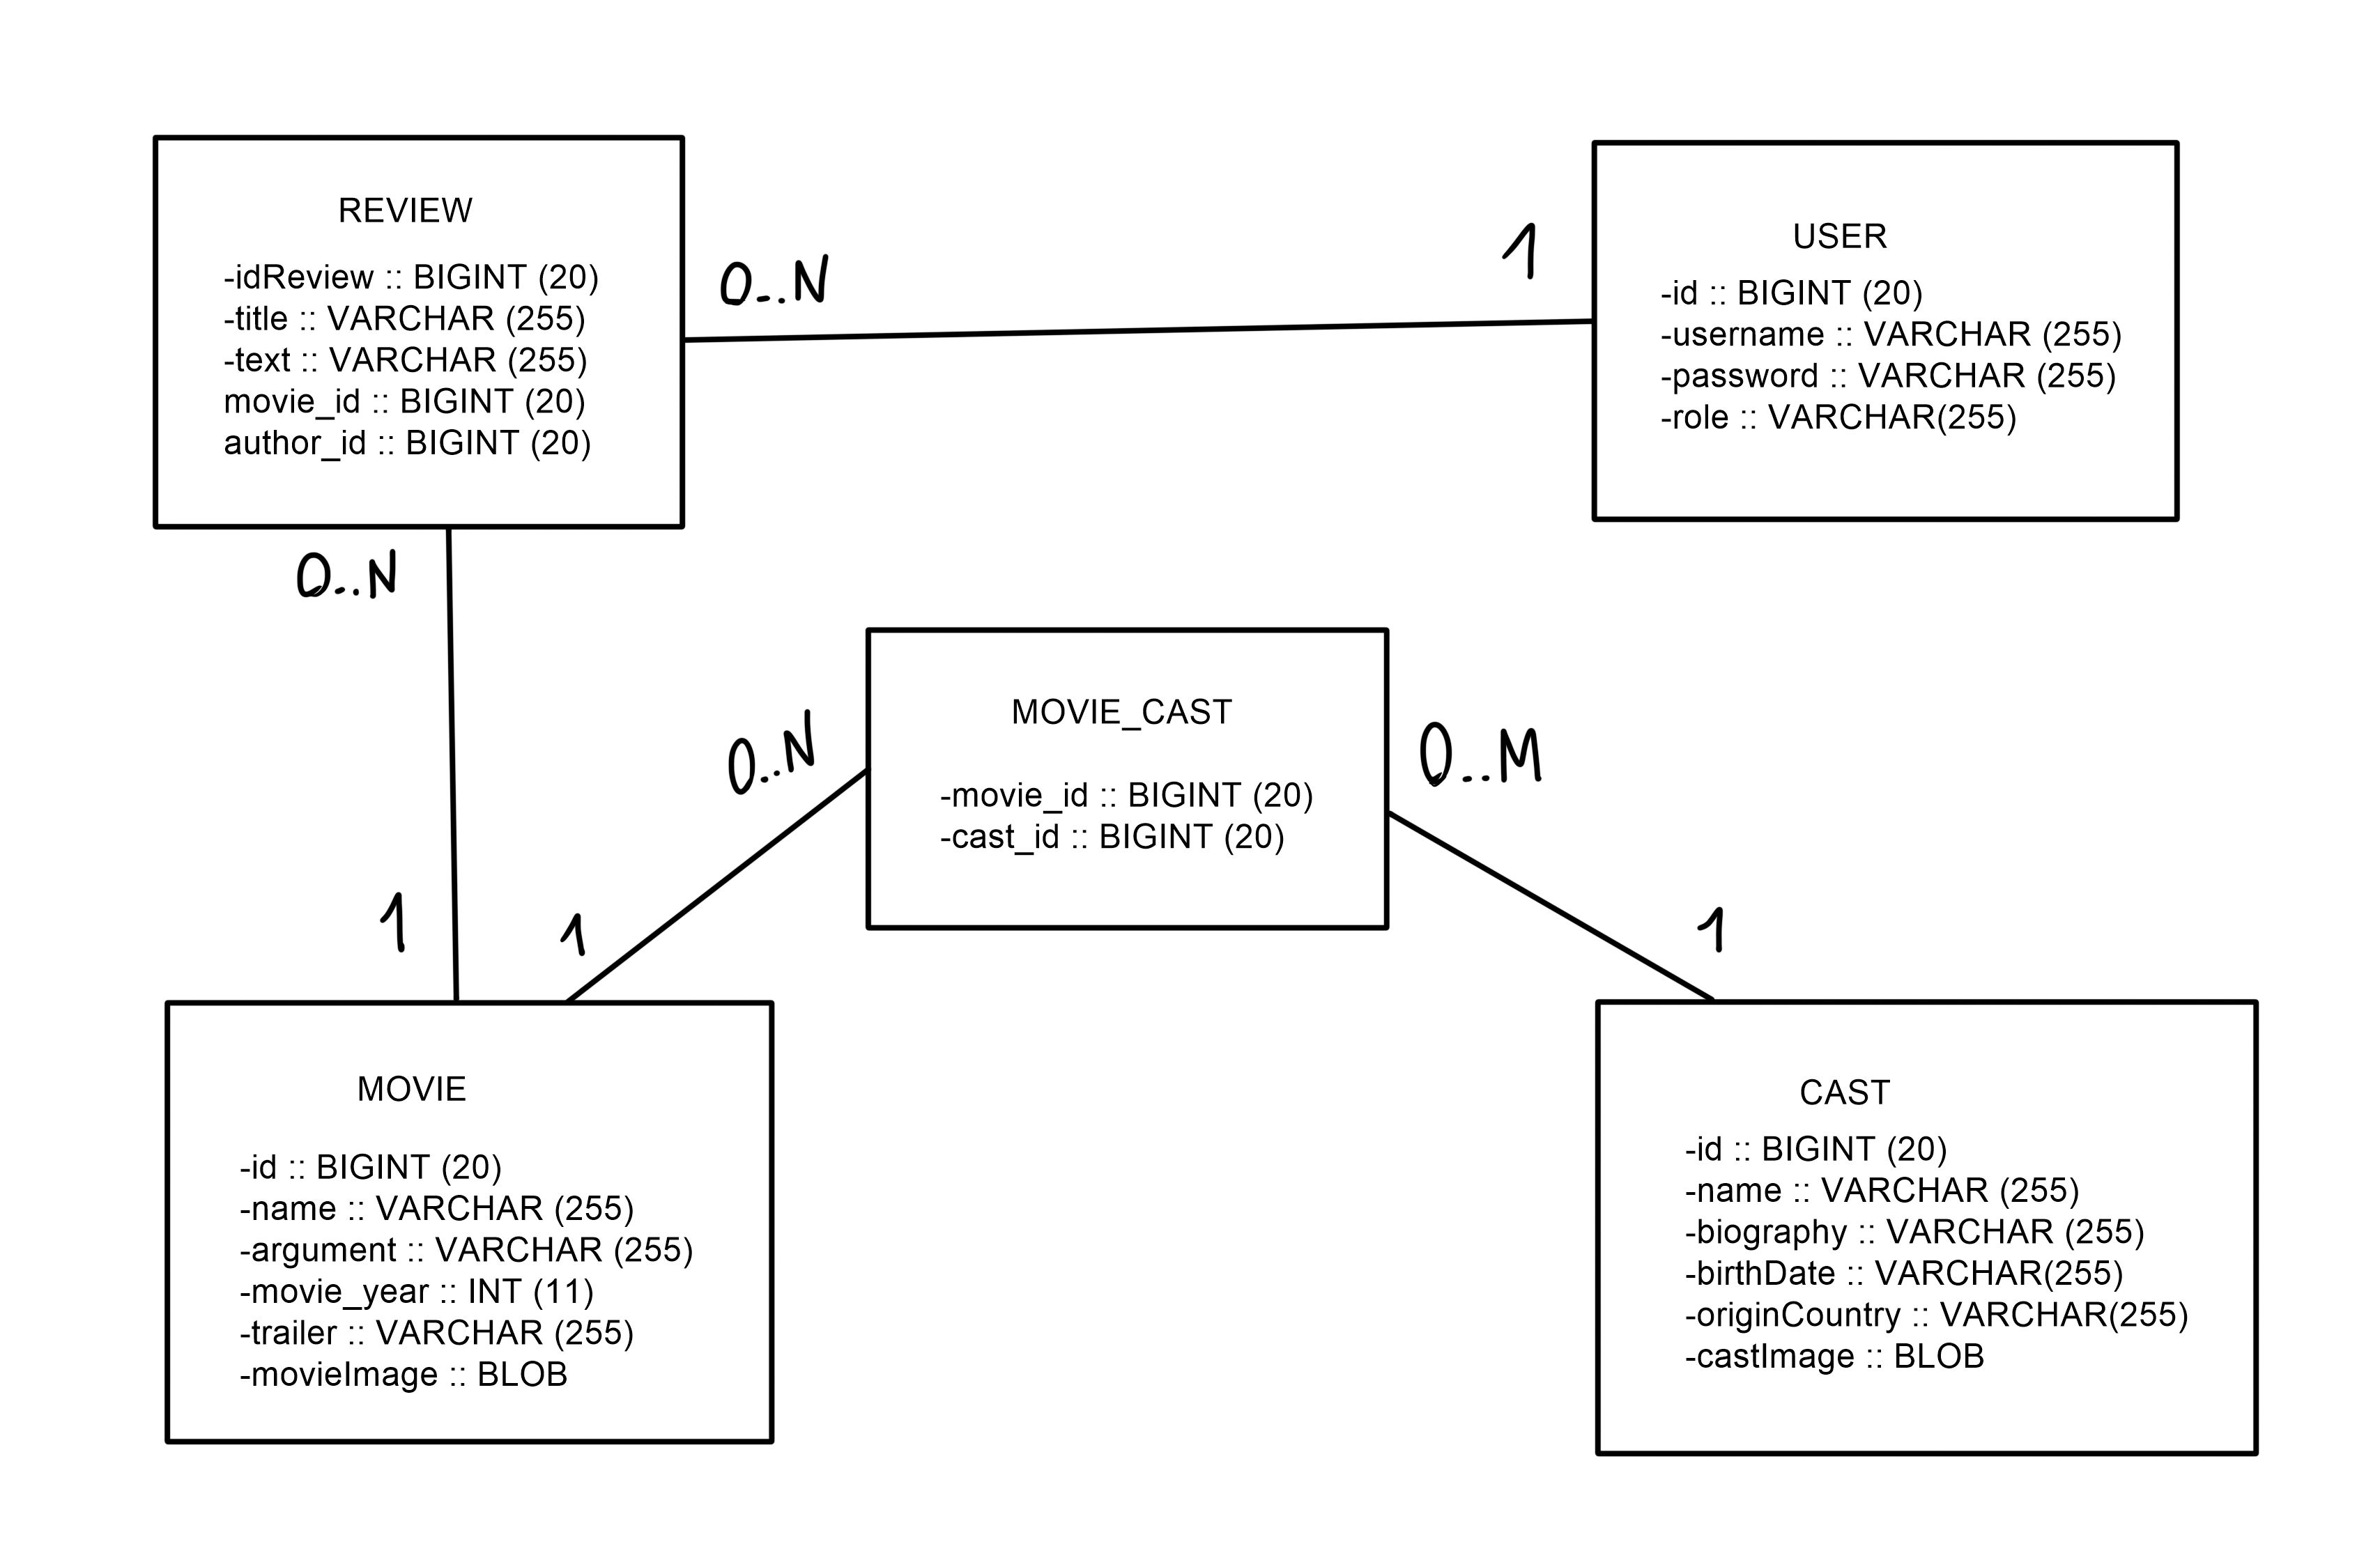 REVIEW
-idReview :: BIGINT (20)
-title :: VARCHAR (255)
-text :: VARCHAR (255)
movie_id :: BIGINT (20)
author_id :: BIGINT (20)
0..N
1
USER
-id :: BIGINT (20)
-username :: VARCHAR (255)
-password :: VARCHAR (255)
-role :: VARCHAR(255)
0..N
1
0..N
1
MOVIE_CAST
-movie_id :: BIGINT (20)
-cast_id :: BIGINT (20)
0..M
1
MOVIE
-id :: BIGINT (20)
-name :: VARCHAR (255)
-argument :: VARCHAR (255)
-movie_year :: INT (11)
-trailer :: VARCHAR (255)
-movieImage :: BLOB
CAST
-id :: BIGINT (20)
-name :: VARCHAR (255)
-biography :: VARCHAR (255)
-birthDate :: VARCHAR(255)
-originCountry :: VARCHAR(255)
-castImage :: BLOB